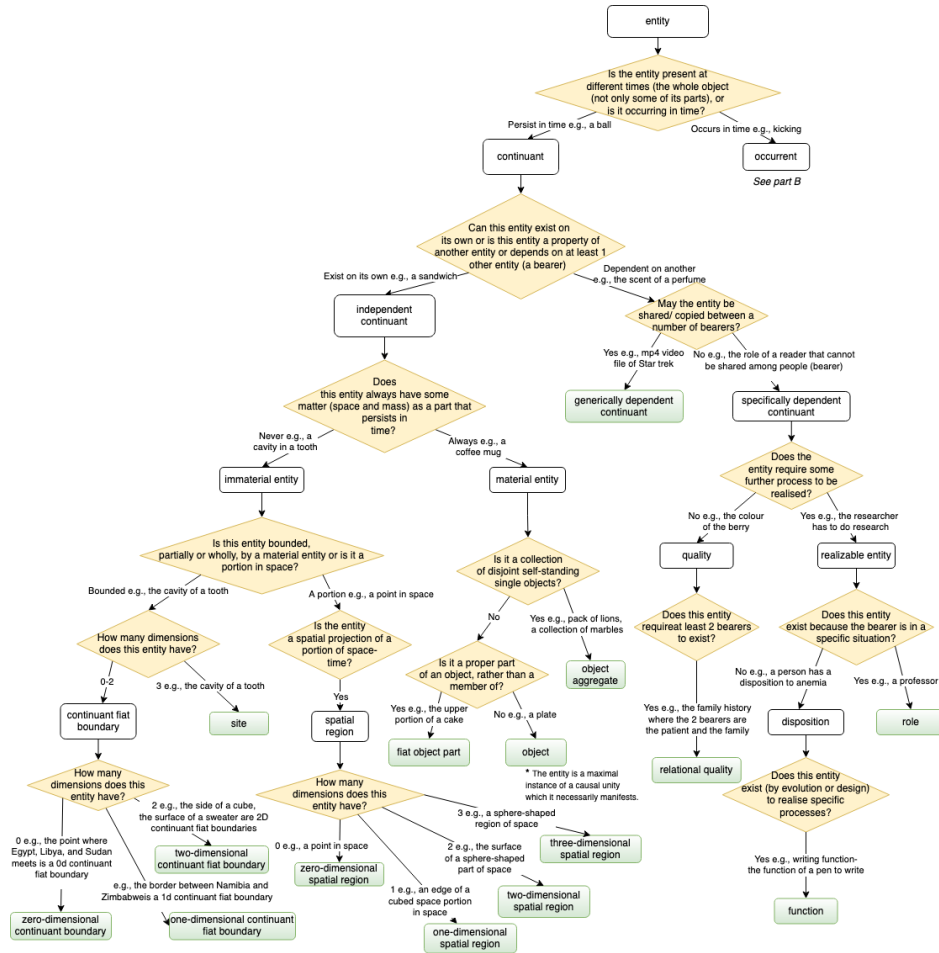 entity
Is the entity present at
different times (the whole object
(not only some of its parts), or
is it occurring in time?
Persist in time e.g., a ball
Occurs in time e.g., kicking
continuant
occurrent
See part B
Can this entity exist on
its own or is this entity a property of
another entity or depends on at least 1
other entity (a bearer)
Exist on its own e.g., a sandwich
Dependent on another
e.g., the scent of a perfume
independent
continuant
May the entity be
shared/ copied between a
number of bearers?
Yes e.g., mp4 video
file of Star trek
No e.g., the role of a reader that cannot
be shared among people (bearer)
generically dependent
continuant
specifically dependent
continuant
Does
this entity always have some
matter (space and mass) as a part that
persists in
time?
Never e.g., a
cavity in a tooth
Always e.g., a
coffee mug
immaterial entity
material entity
Does the
entity require some
further process to be
realised?
No e.g., the colour
of the berry
Yes e.g., the researcher
has to do research
quality
realizable entity
Is this entity bounded,
partially or wholly, by a material entity or is it a
portion in space?
Is it a collection
of disjoint self-standing
single objects?
Bounded e.g., the cavity of a tooth
A portion e.g., a point in space
No
Yes e.g., pack of lions,
a collection of marbles
How many dimensions
does this entity have?
Is the entity
a spatial projection of a
portion of space-
time?
Is it a proper part
of an object, rather than a
member of?
object
aggregate
Does this entity
requireat least 2 bearers
to exist?
Does this entity
exist because the bearer is in a
specific situation?
0-2
3 e.g., the cavity of a tooth
Yes
Yes e.g., the upper
portion of a cake
No e.g., a plate
No e.g., a person has a
disposition to anemia
Yes e.g., a professor
continuant fiat
boundary
site
spatial
region
fiat object part
object
* The entity is a maximal
instance of a causal unity
which it necessarily manifests.
Yes e.g., the family history
where the 2 bearers are
the patient and the family
relational quality
disposition
role
How many
dimensions does this
entity have?
How many
dimensions does this
entity have?
Does this entity
exist (by evolution or design)
to realise specific
processes?
2 e.g., the side of a cube,
the surface of a sweater are 2D
continuant fiat boundaries
0 e.g., the point where
Egypt, Libya, and Sudan
meets is a 0d continuant
fiat boundary
two-dimensional
continuant fiat boundary
e.g., the border between Namibia and
Zimbabweis a 1d continuant fiat boundary
zero-dimensional
continuant boundary
one-dimensional continuant
fiat boundary
0 e.g., a point in space
zero-dimensional
spatial region
1 e.g., an edge of a
cubed space portion
in space
one-dimensional
spatial region
2 e.g., the surface
of a sphere-shaped
part of space
two-dimensional
spatial region
3 e.g., a sphere-shaped
region of space
three-dimensional
spatial region
Yes e.g., writing function-
the function of a pen to write
function